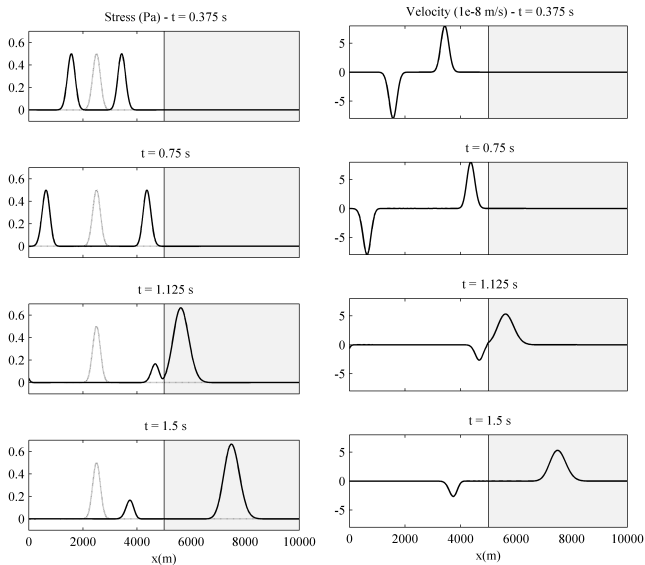 Stress (Pa) - t = 0.375 s
0.6
0.4
0.2
0
Velocity (1e-8 m/s) - t = 0.375 s
5
0
-5
t = 0.75 s
0.6
0.4
0.2
0
t = 0.75 s
5
0
-5
t = 1.125 s
0.6
0.4
0.2
0
t = 1.125 s
5
0
-5
t = 1.5 s
0.6
0.4
0.2
0
0 2000 4000 6000 8000 10000
x(m)
t = 1.5 s
5
0
-5
0 2000 4000 6000 8000 10000
x(m)